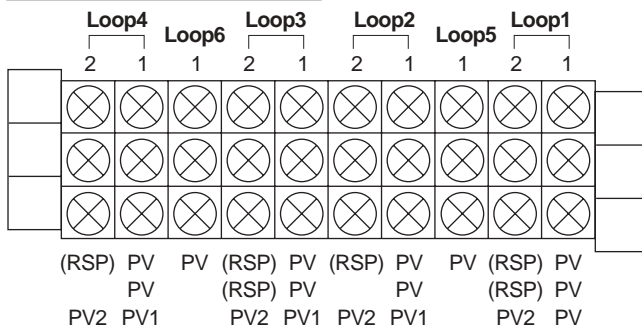 Loop4 Loop6 Loop3 Loop2 Loop5 Loop1
2 1 1 2 1 2 1 1 2 1
(RSP) PV PV (RSP) PV (RSP) PV PV (RSP) PV
PV (RSP) PV PV (RSP) PV
PV2 PV1 PV2 PV1 PV2 PV1 PV2 PV